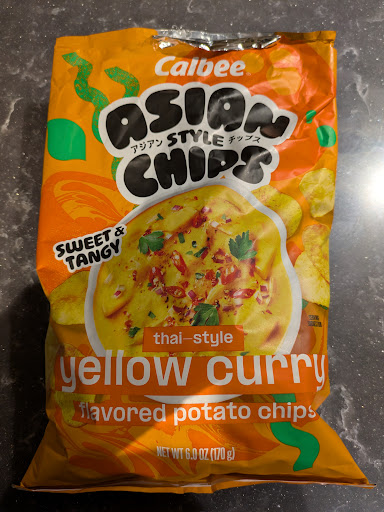 Calbee
ASIAN
アジアン STYLE チップス
CHIPS
SWEET &
TANGY
thai-style
yellow curry
flavored potato chips
NET WT 6.0 OZ (170 g)